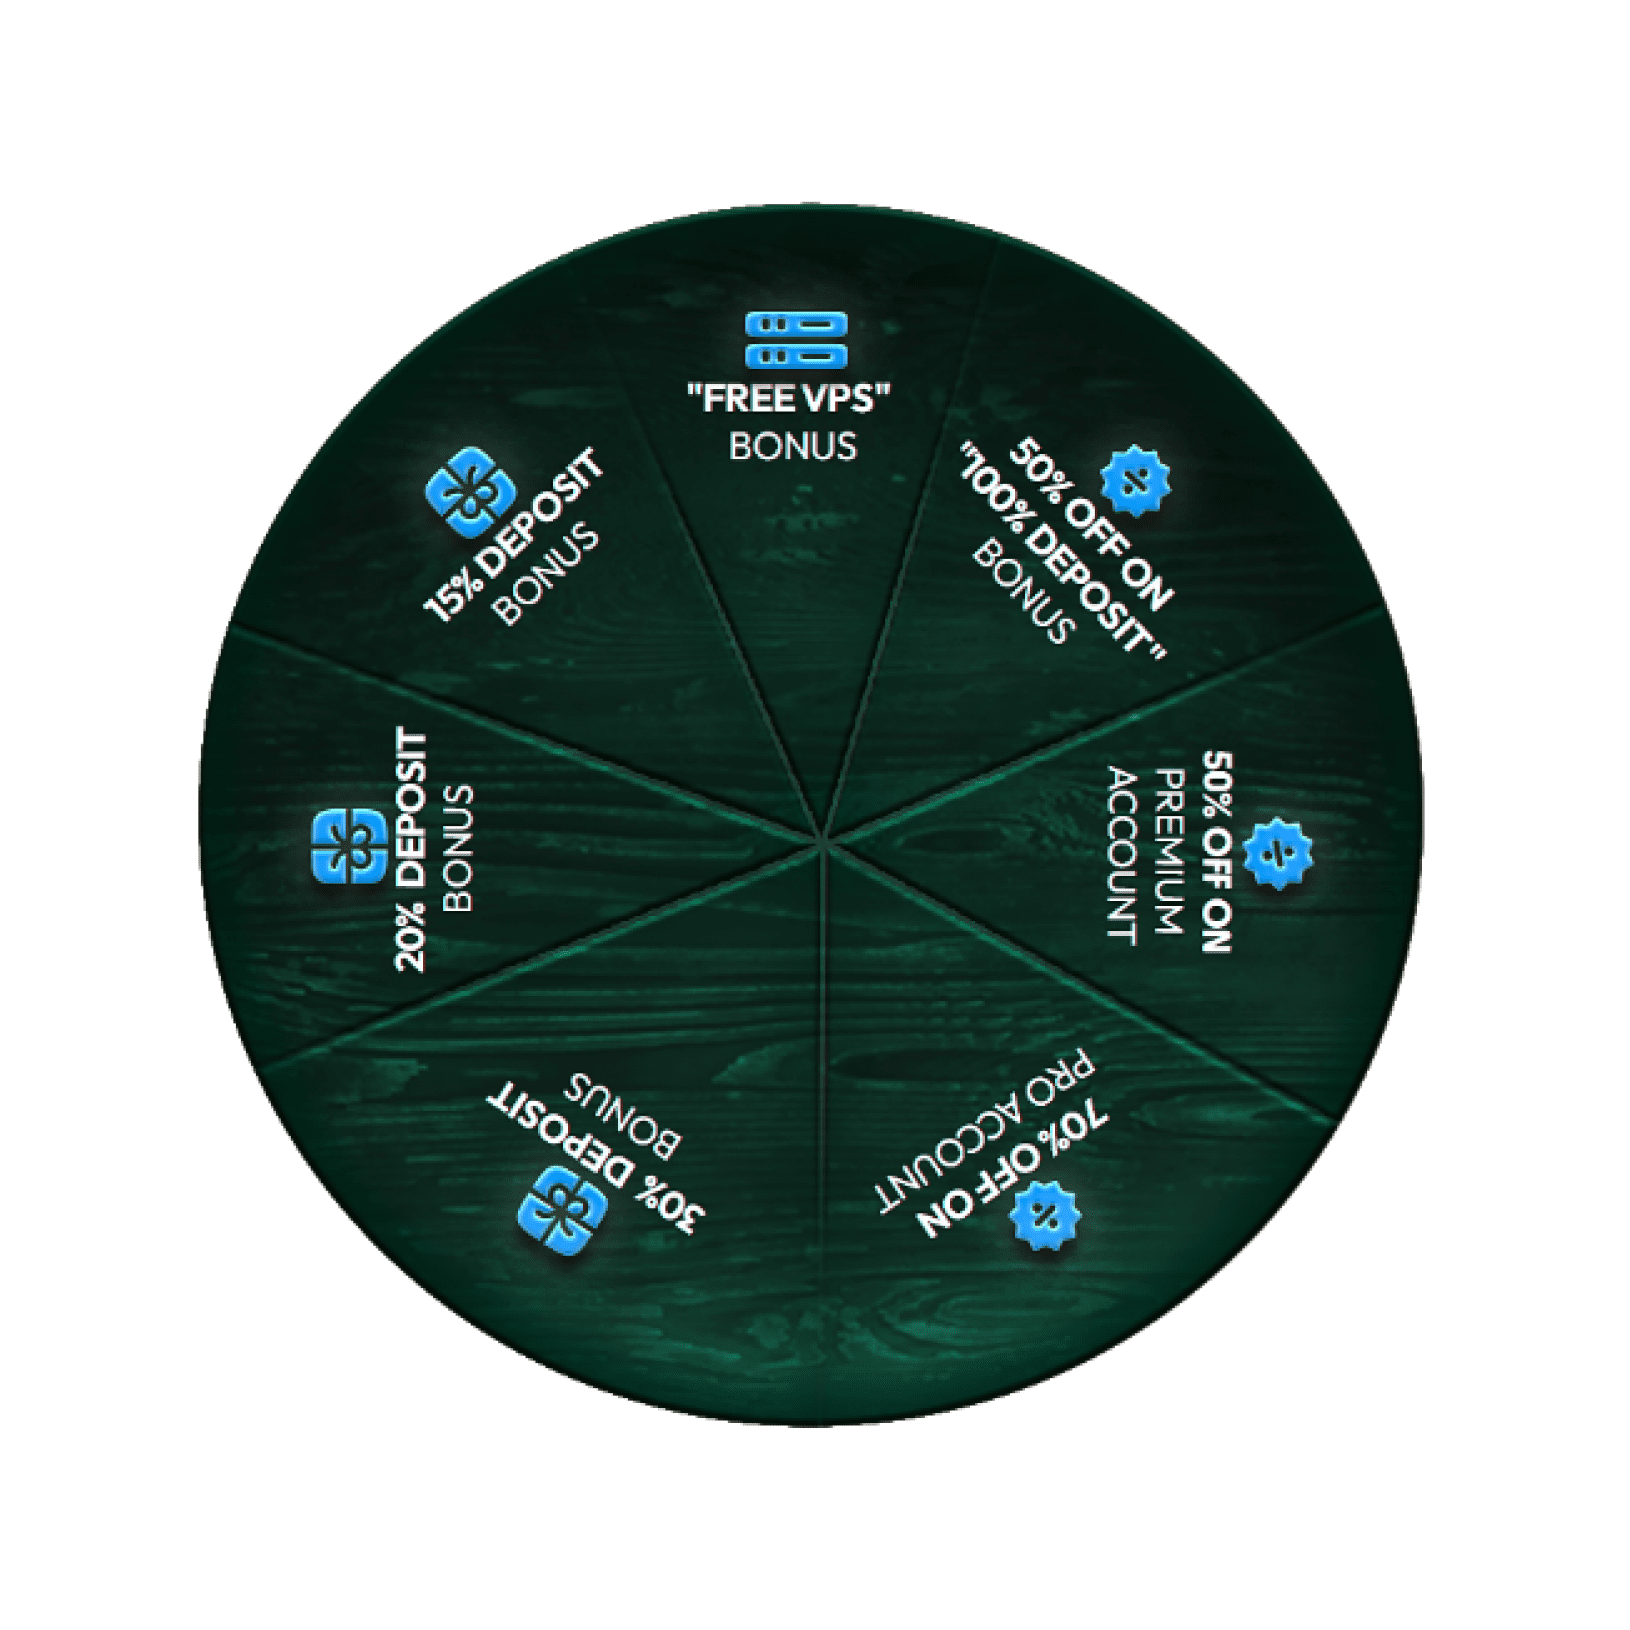 "FREE VPS"
BONUS
50% OFF ON
"100% DEPOSIT"
BONUS
50% OFF ON
PREMIUM
ACCOUNT
70% OFF ON
PRO ACCOUNT
30% DEPOSIT
BONUS
20% DEPOSIT
BONUS
15% DEPOSIT
BONUS